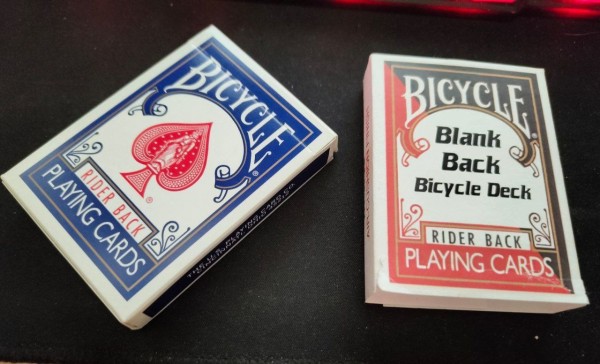 BICYCLE
®
RIDER BACK
PLAYING CARDS
BICYCLE
Blank
Back
Bicycle Deck
RIDER BACK
PLAYING CARDS